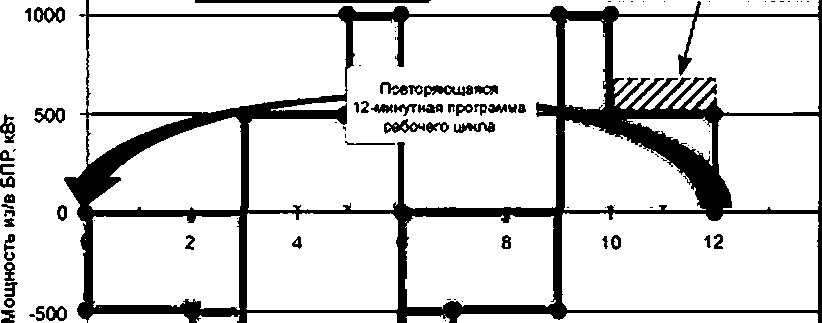 1000
Повторяющаяся
12-минутная программа
рабочего цикла
500
Мощность из/в БПР, кВт
0
2 4 8 10 12
-500